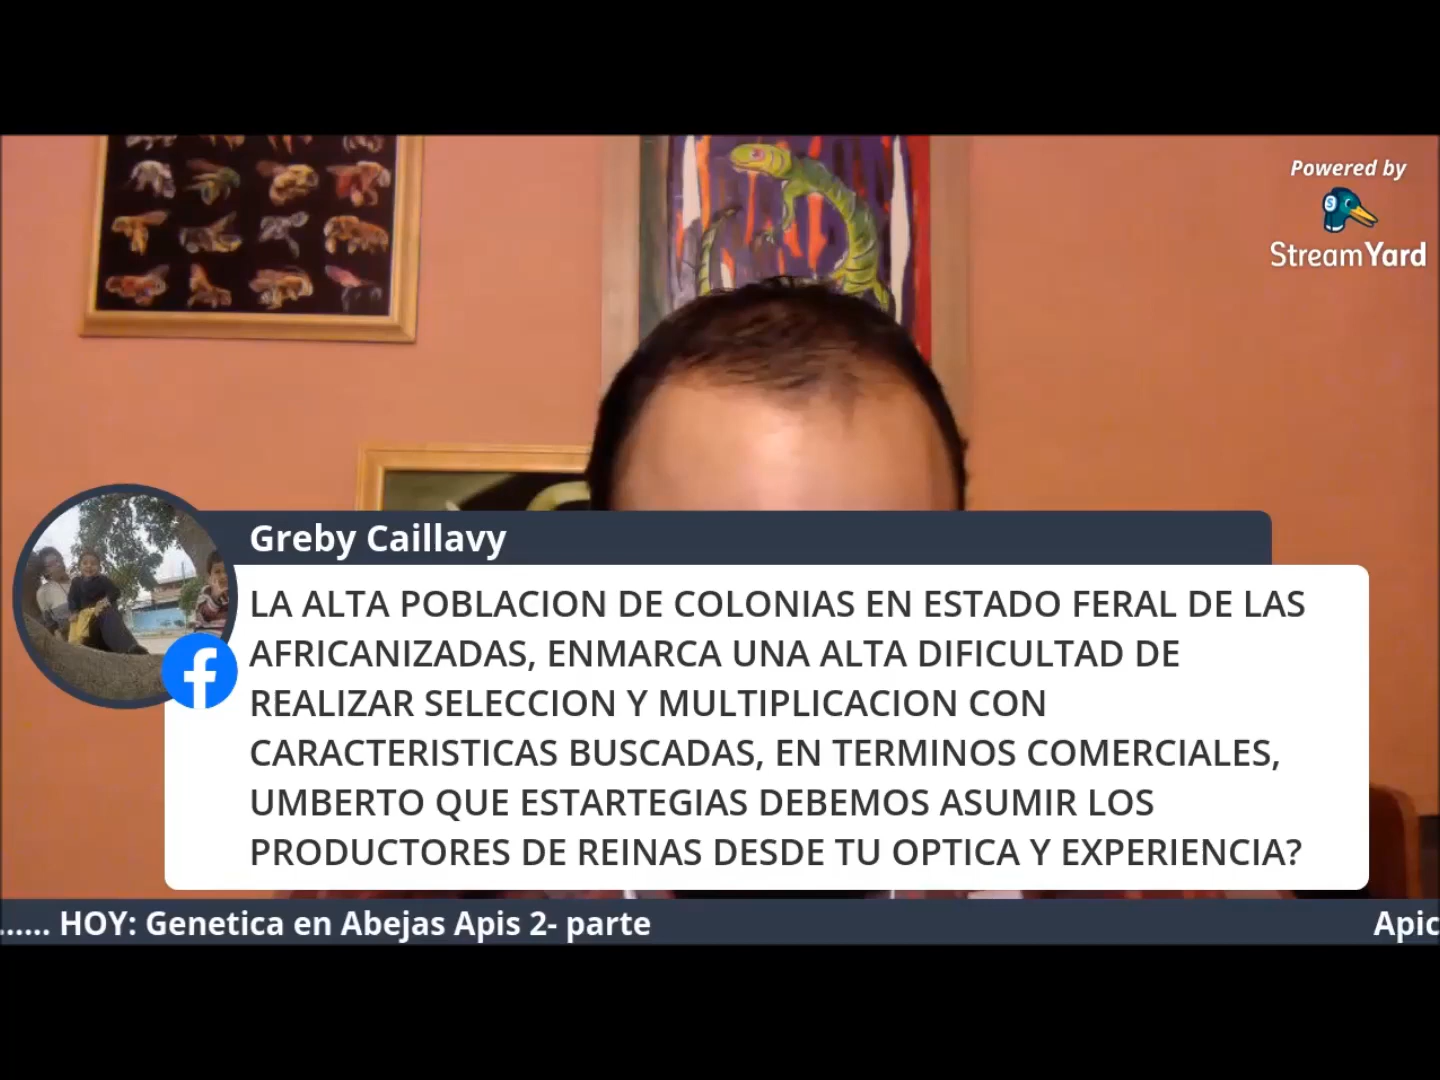 Powered by
StreamYard
Greby Caillavy
LA ALTA POBLACION DE COLONIAS EN ESTADO FERAL DE LAS
AFRICANIZADAS, ENMARCA UNA ALTA DIFICULTAD DE
REALIZAR SELECCION Y MULTIPLICACION CON
CARACTERISTICAS BUSCADAS, EN TERMINOS COMERCIALES,
UMBERTO QUE ESTARTEGIAS DEBEMOS ASUMIR LOS
PRODUCTORES DE REINAS DESDE TU OPTICA Y EXPERIENCIA?
...... HOY: Genetica en Abejas Apis 2- parte
Apic